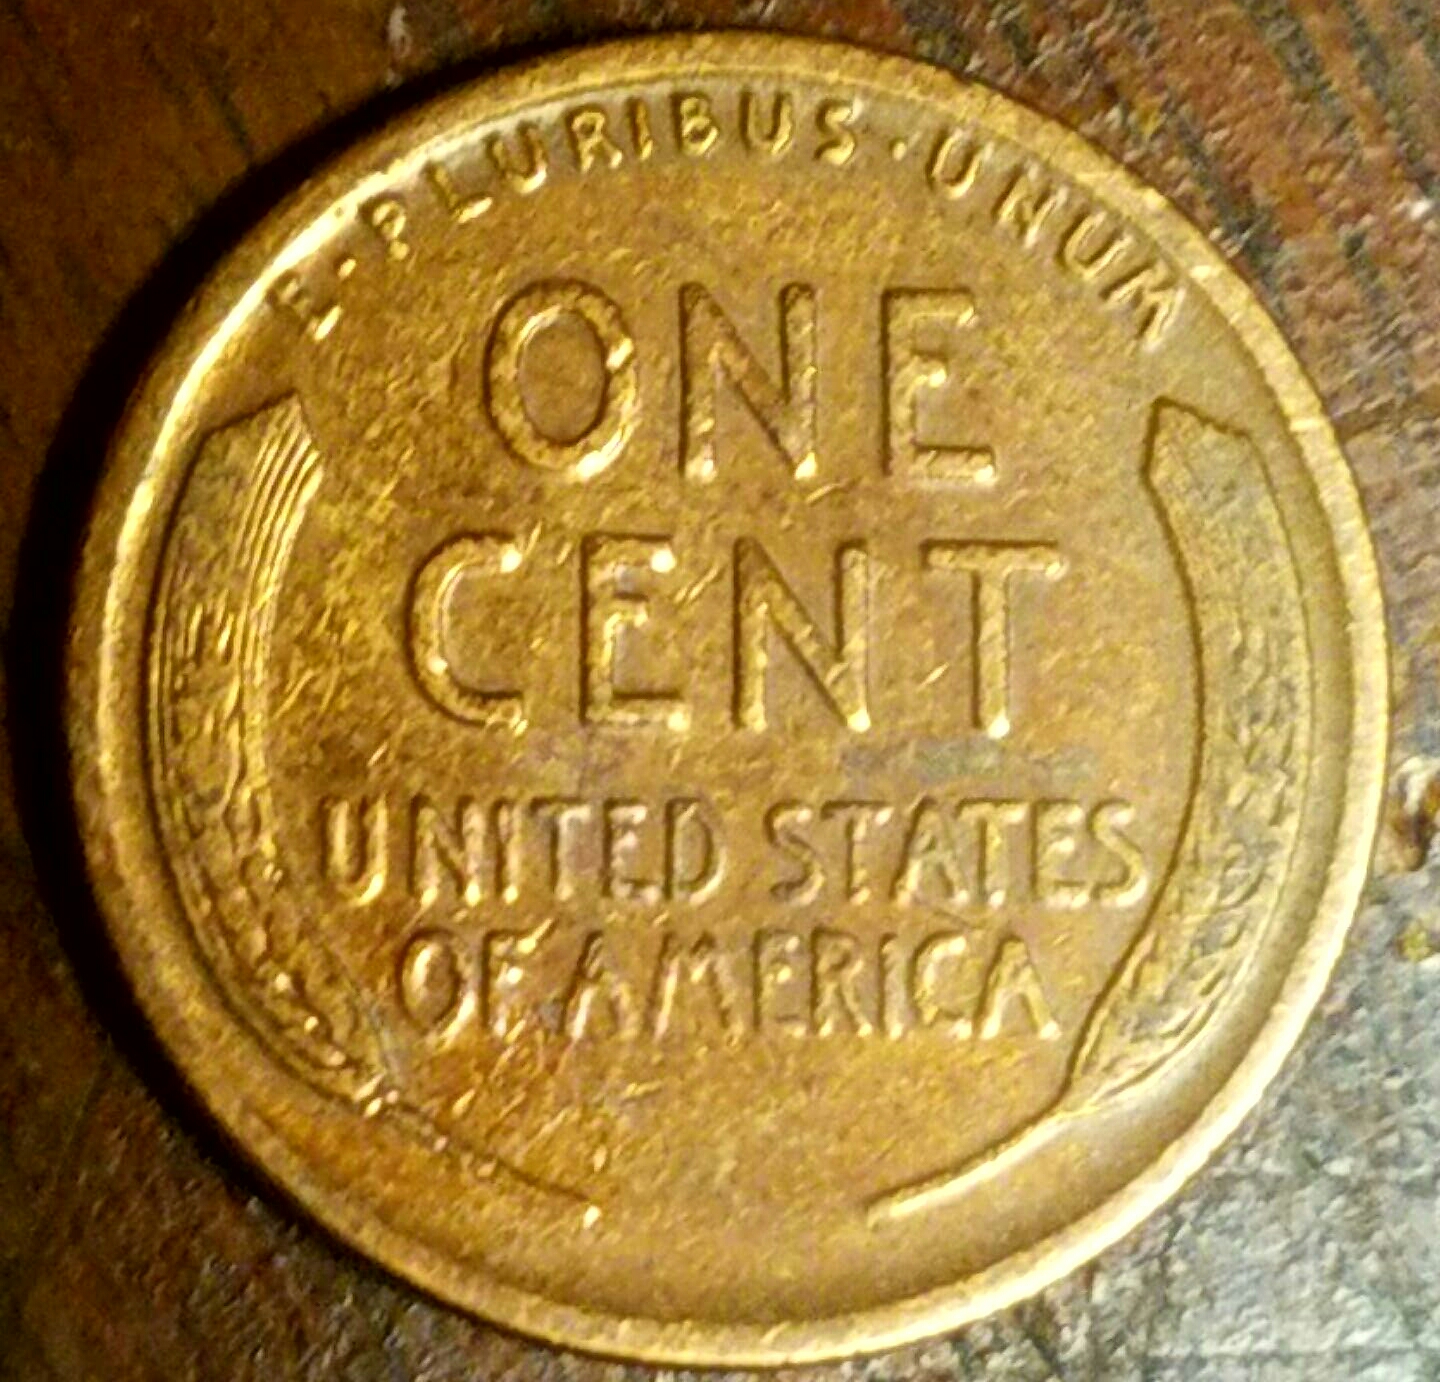 E·PLURIBUS·UNUM
ONE
CENT
UNITED STATES
OF AMERICA